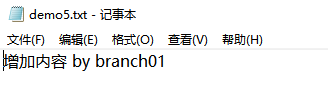 demo5.txt - 记事本
文件(F) 编辑(E) 格式(O) 查看(V) 帮助(H)
增加内容 by branch01